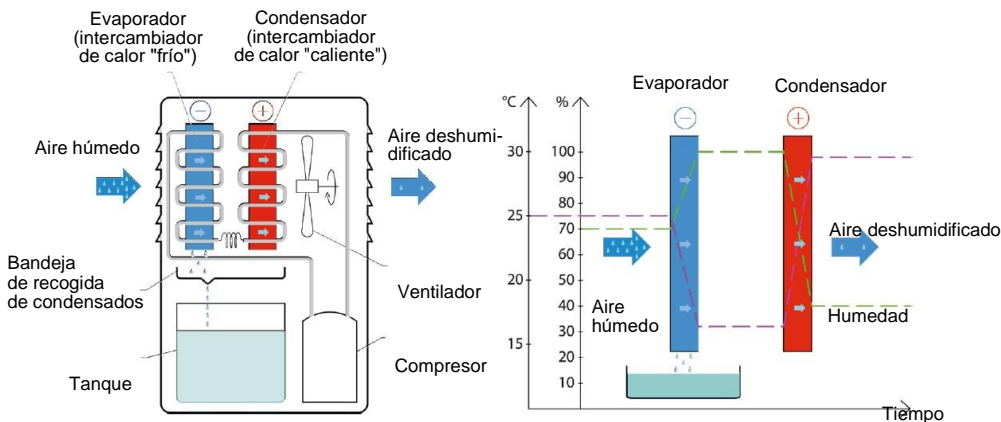 Evaporador
(intercambiador
de calor "frío")
Condensador
(intercambiador
de calor "caliente")
Aire húmedo
Aire deshumi-
dificado
Bandeja
de recogida
de condensados
Ventilador
Tanque
Compresor
Evaporador
Condensador
°C
%
30
25
20
15
100
90
80
70
60
50
40
30
20
10
Aire deshumidificado
Aire
húmedo
Humedad
Tiempo